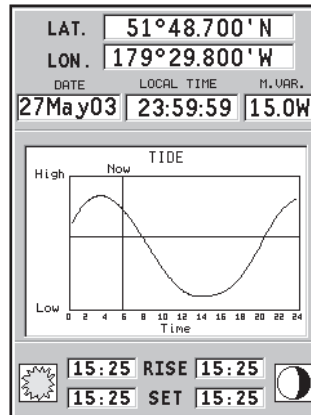 LAT. 51°48.700'N
LON. 179°29.800'W
DATE LOCAL TIME M.VAR.
27May03 23:59:59 15.0W
TIDE
High Now
Low
0 2 4 6 8 10 12 14 16 18 20 22 24
Time
15:25 RISE 15:25
15:25 SET 15:25